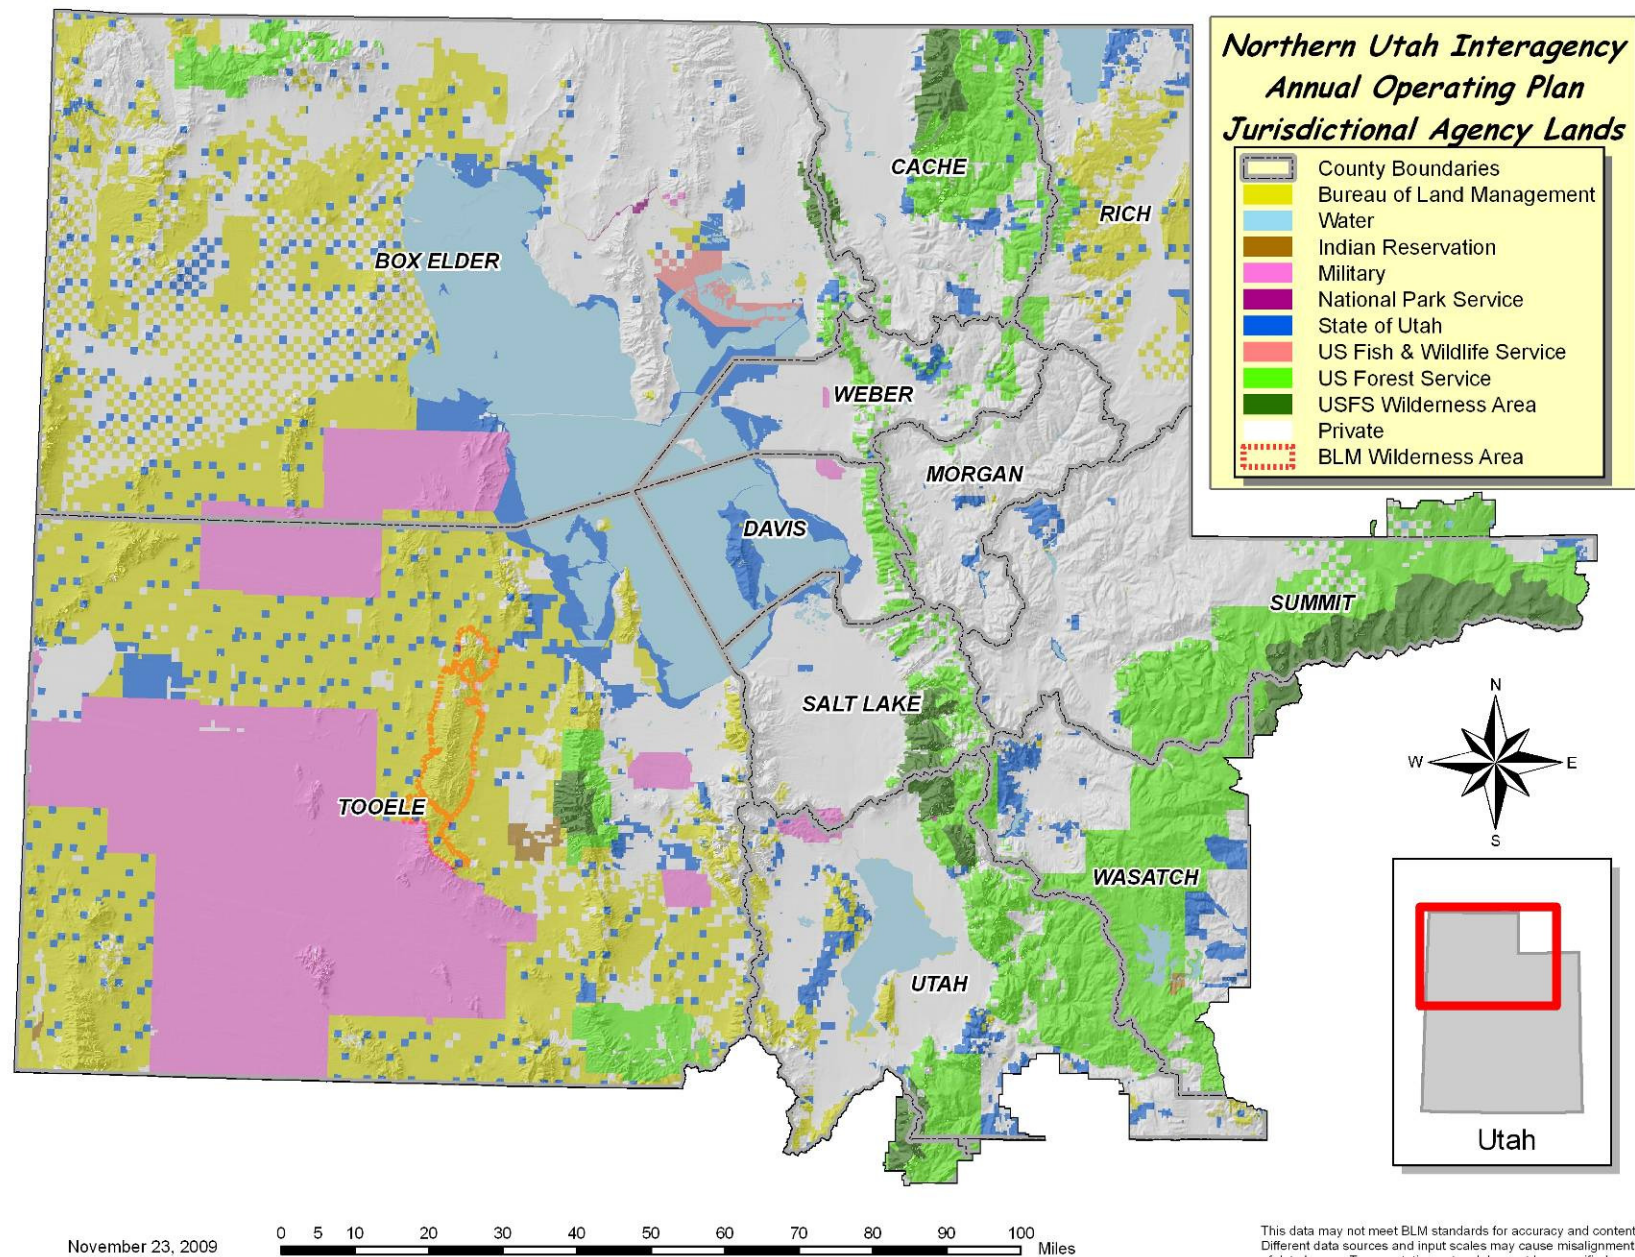 Northern Utah Interagency
Annual Operating Plan
Jurisdictional Agency Lands
County Boundaries
Bureau of Land Management
Water
Indian Reservation
Military
National Park Service
State of Utah
US Fish & Wildlife Service
US Forest Service
USFS Wilderness Area
Private
BLM Wilderness Area
CACHE
RICH
BOX ELDER
WEBER
MORGAN
DAVIS
SUMMIT
SALT LAKE
TOOELE
WASATCH
UTAH
N
W E
S
Utah
November 23, 2009
0 5 10 20 30 40 50 60 70 80 90 100
Miles
This data may not meet BLM standards for accuracy and content
Different data sources and input scales may cause misalignment